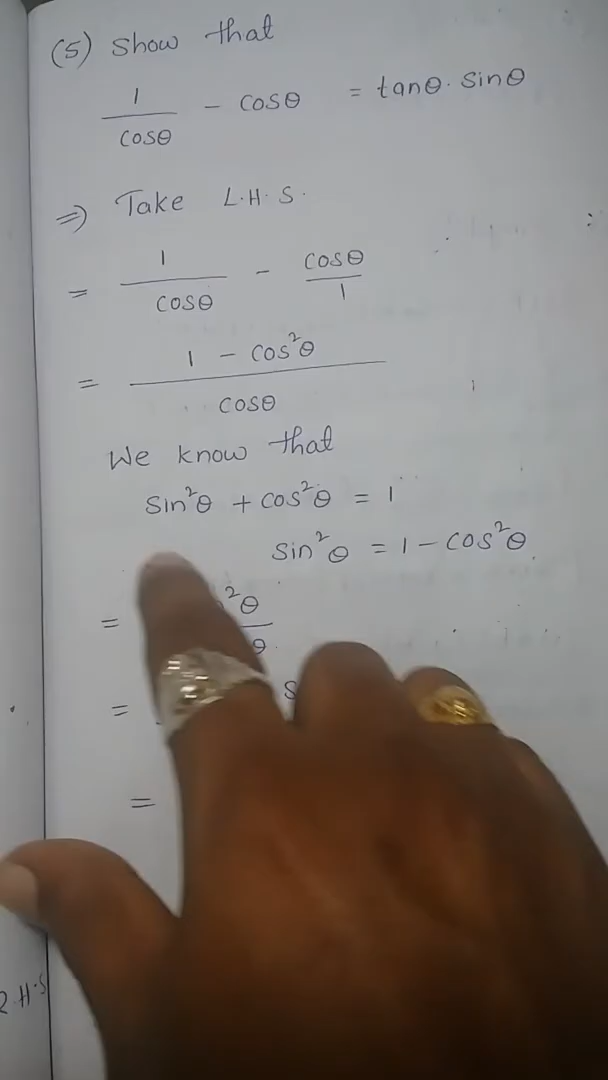 (5) Show that
1/cosθ - cosθ = tanθ. sinθ
⇒) Take L.H.S.
= 1/cosθ - cosθ/1
= 1 - cos²θ/cosθ
We know that
sin²θ + cos²θ = 1
sin²θ = 1 - cos²θ.
= ²θ
θ
= s
=
R.H.S